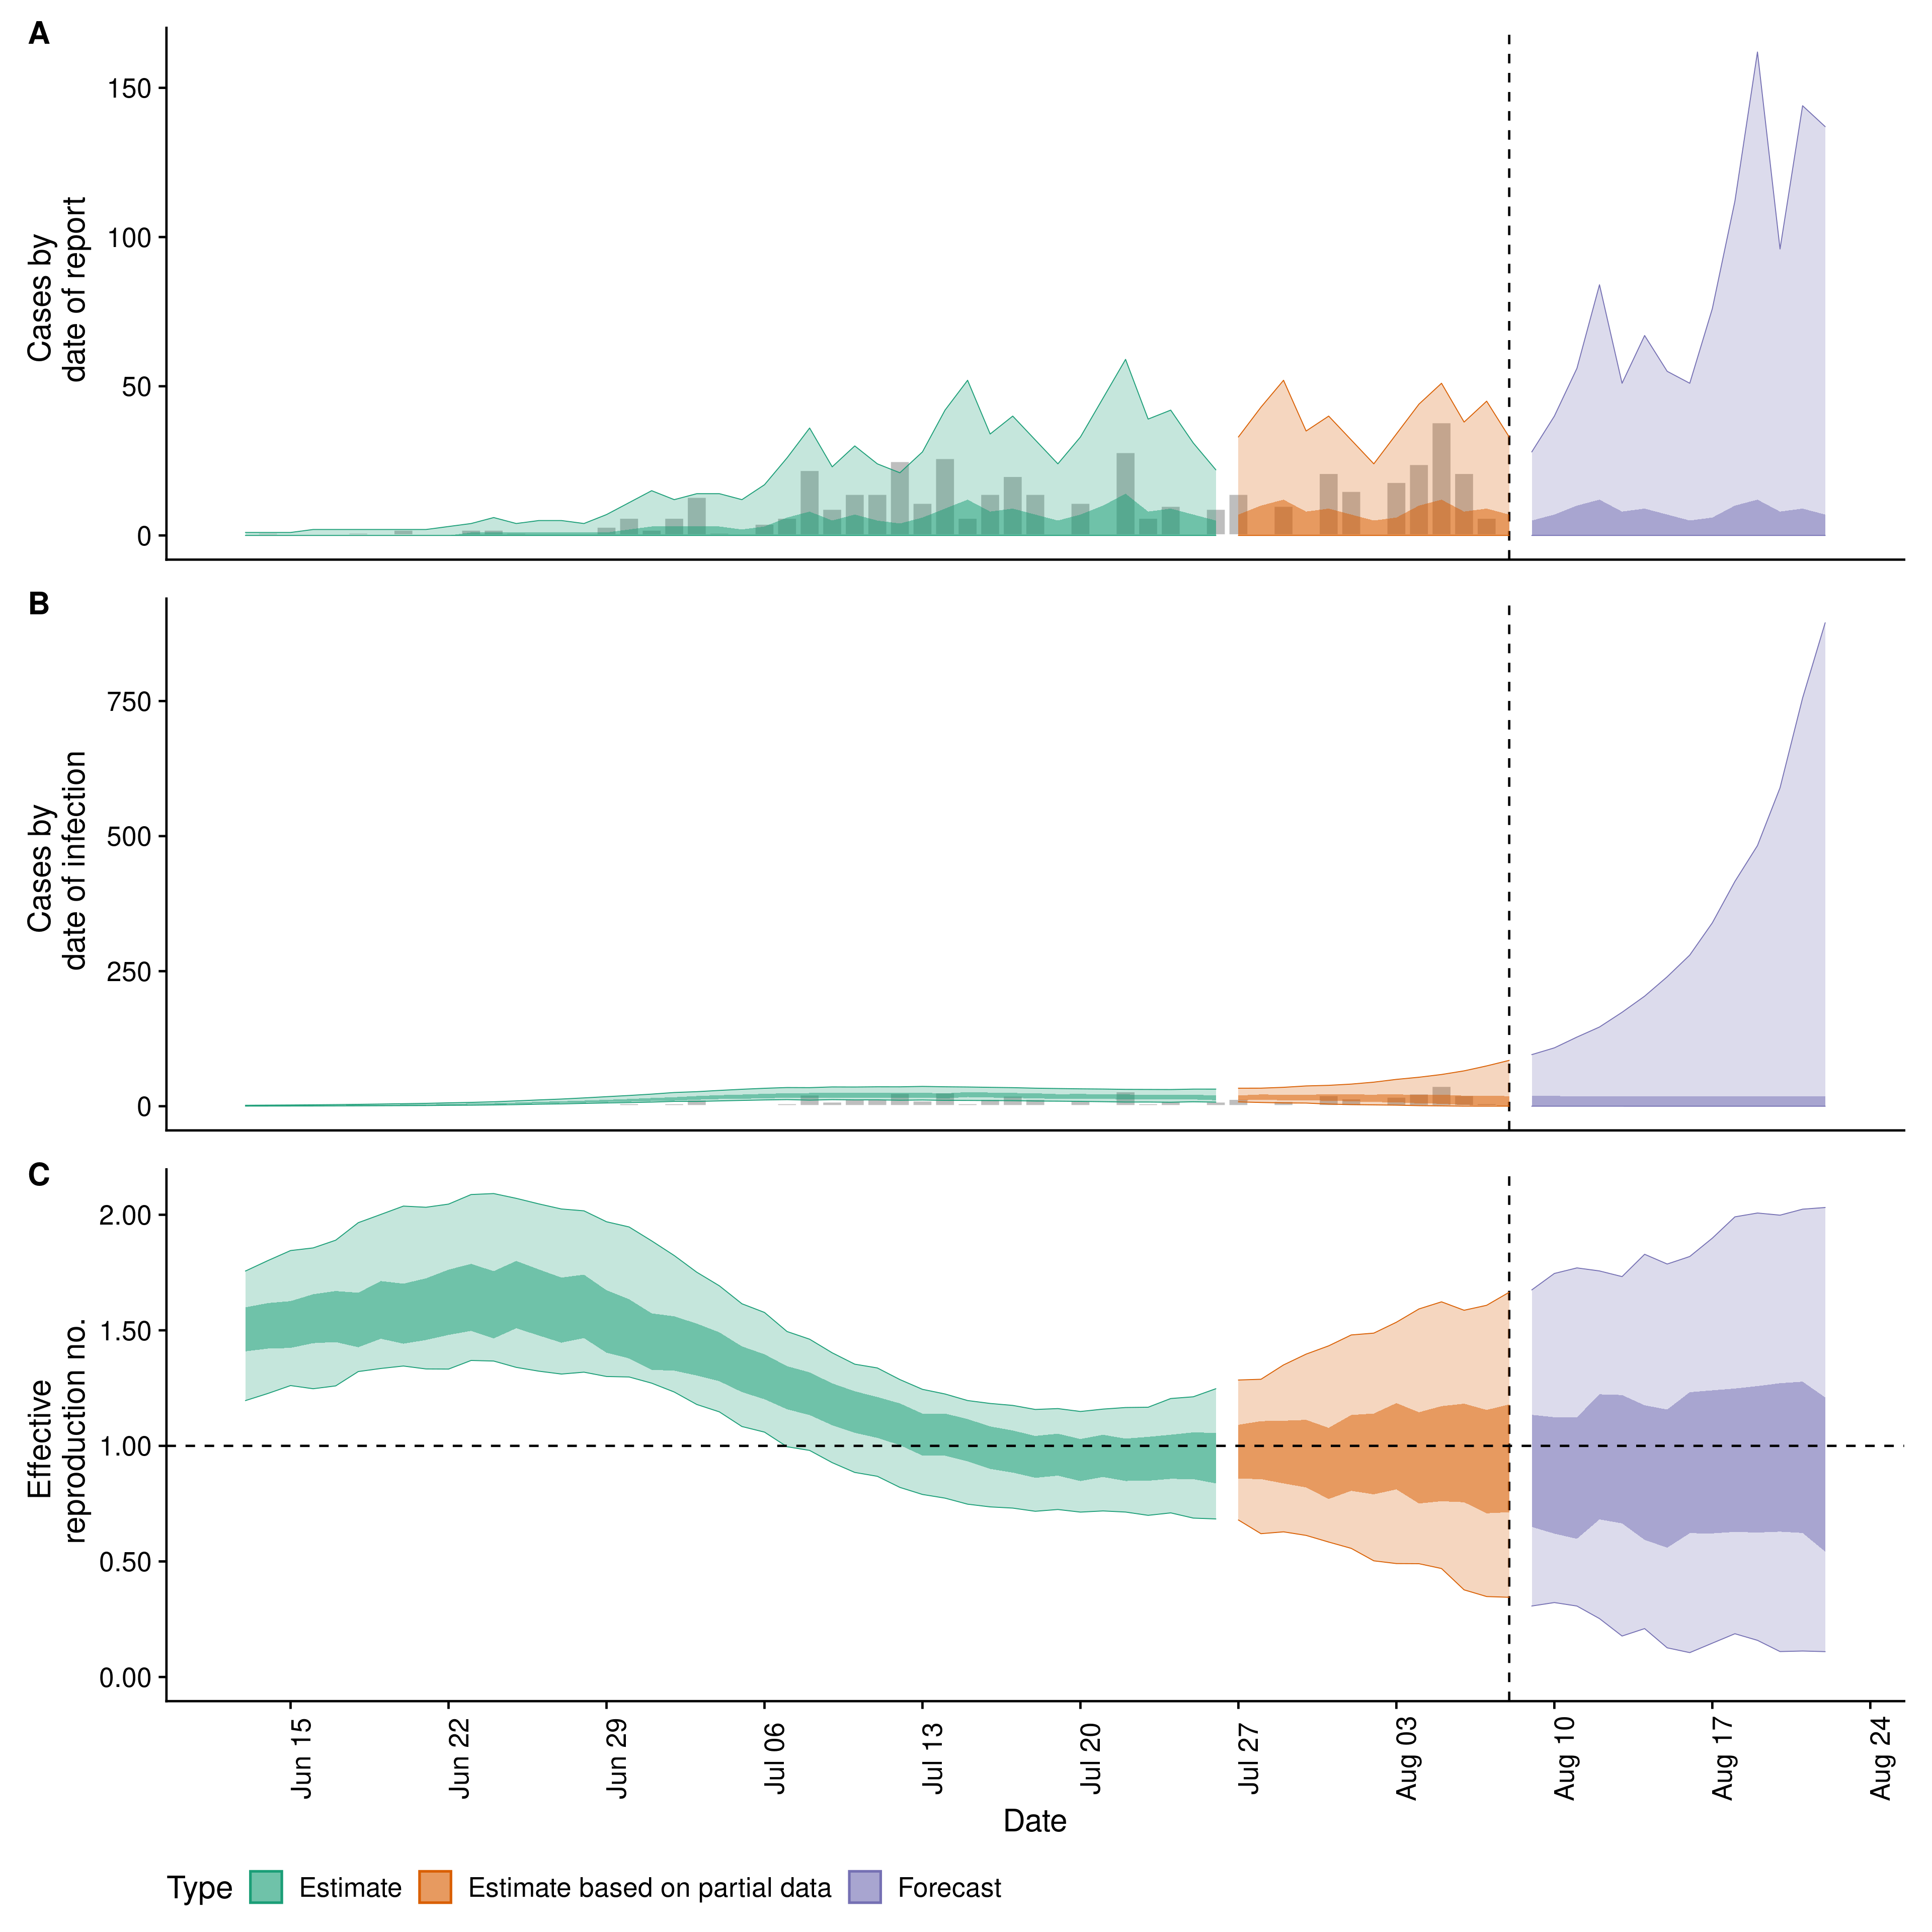 A
Cases by
date of report
150
100
50
0
B
Cases by
date of infection
750
500
250
0
C
Effective
reproduction no.
2.00
1.50
1.00
0.50
0.00
Jun 15
Jun 22
Jun 29
Jul 06
Jul 13
Jul 20
Jul 27
Aug 03
Aug 10
Aug 17
Aug 24
Date
Type Estimate Estimate based on partial data Forecast